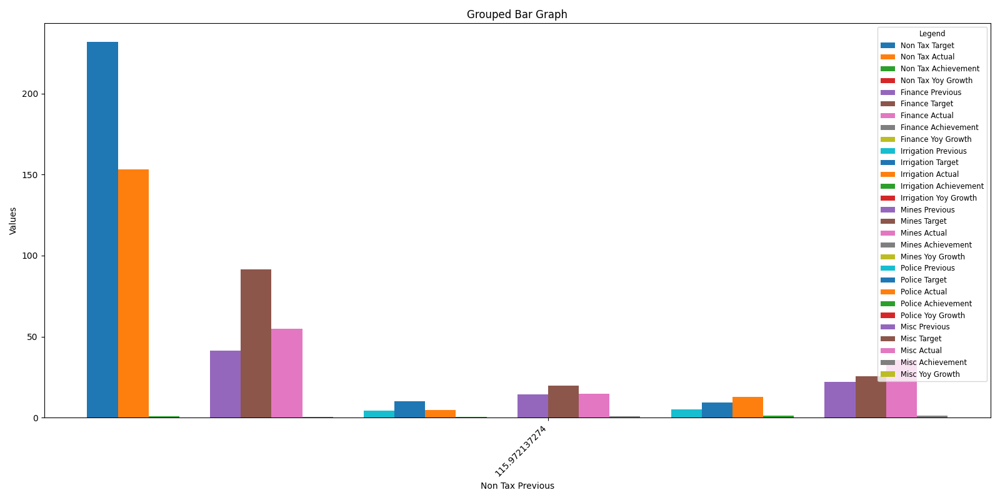 Grouped Bar Graph
Legend
Non Tax Target
Non Tax Actual
Non Tax Achievement
Non Tax Yoy Growth
Finance Previous
Finance Target
Finance Actual
Finance Achievement
Finance Yoy Growth
Irrigation Previous
Irrigation Target
Irrigation Actual
Irrigation Achievement
Irrigation Yoy Growth
Mines Previous
Mines Target
Mines Actual
Mines Achievement
Mines Yoy Growth
Police Previous
Police Target
Police Actual
Police Achievement
Police Yoy Growth
Misc Previous
Misc Target
Misc Actual
Misc Achievement
Misc Yoy Growth
Values
200
150
100
50
0
115.972137274
Non Tax Previous